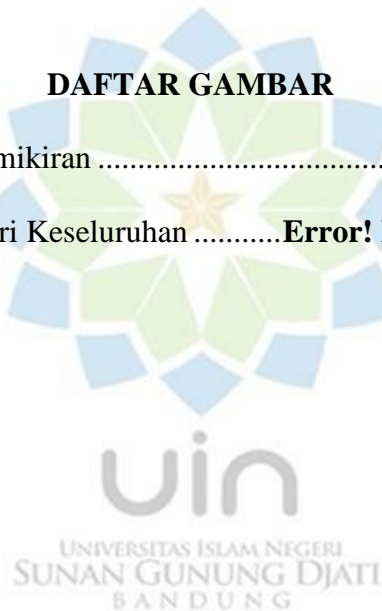 DAFTAR GAMBAR
mikiran ...................................
ri Keseluruhan ..........Error!
uin
UNIVERSITAS ISLAM NEGERI
SUNAN GUNUNG DJATI
BANDUNG